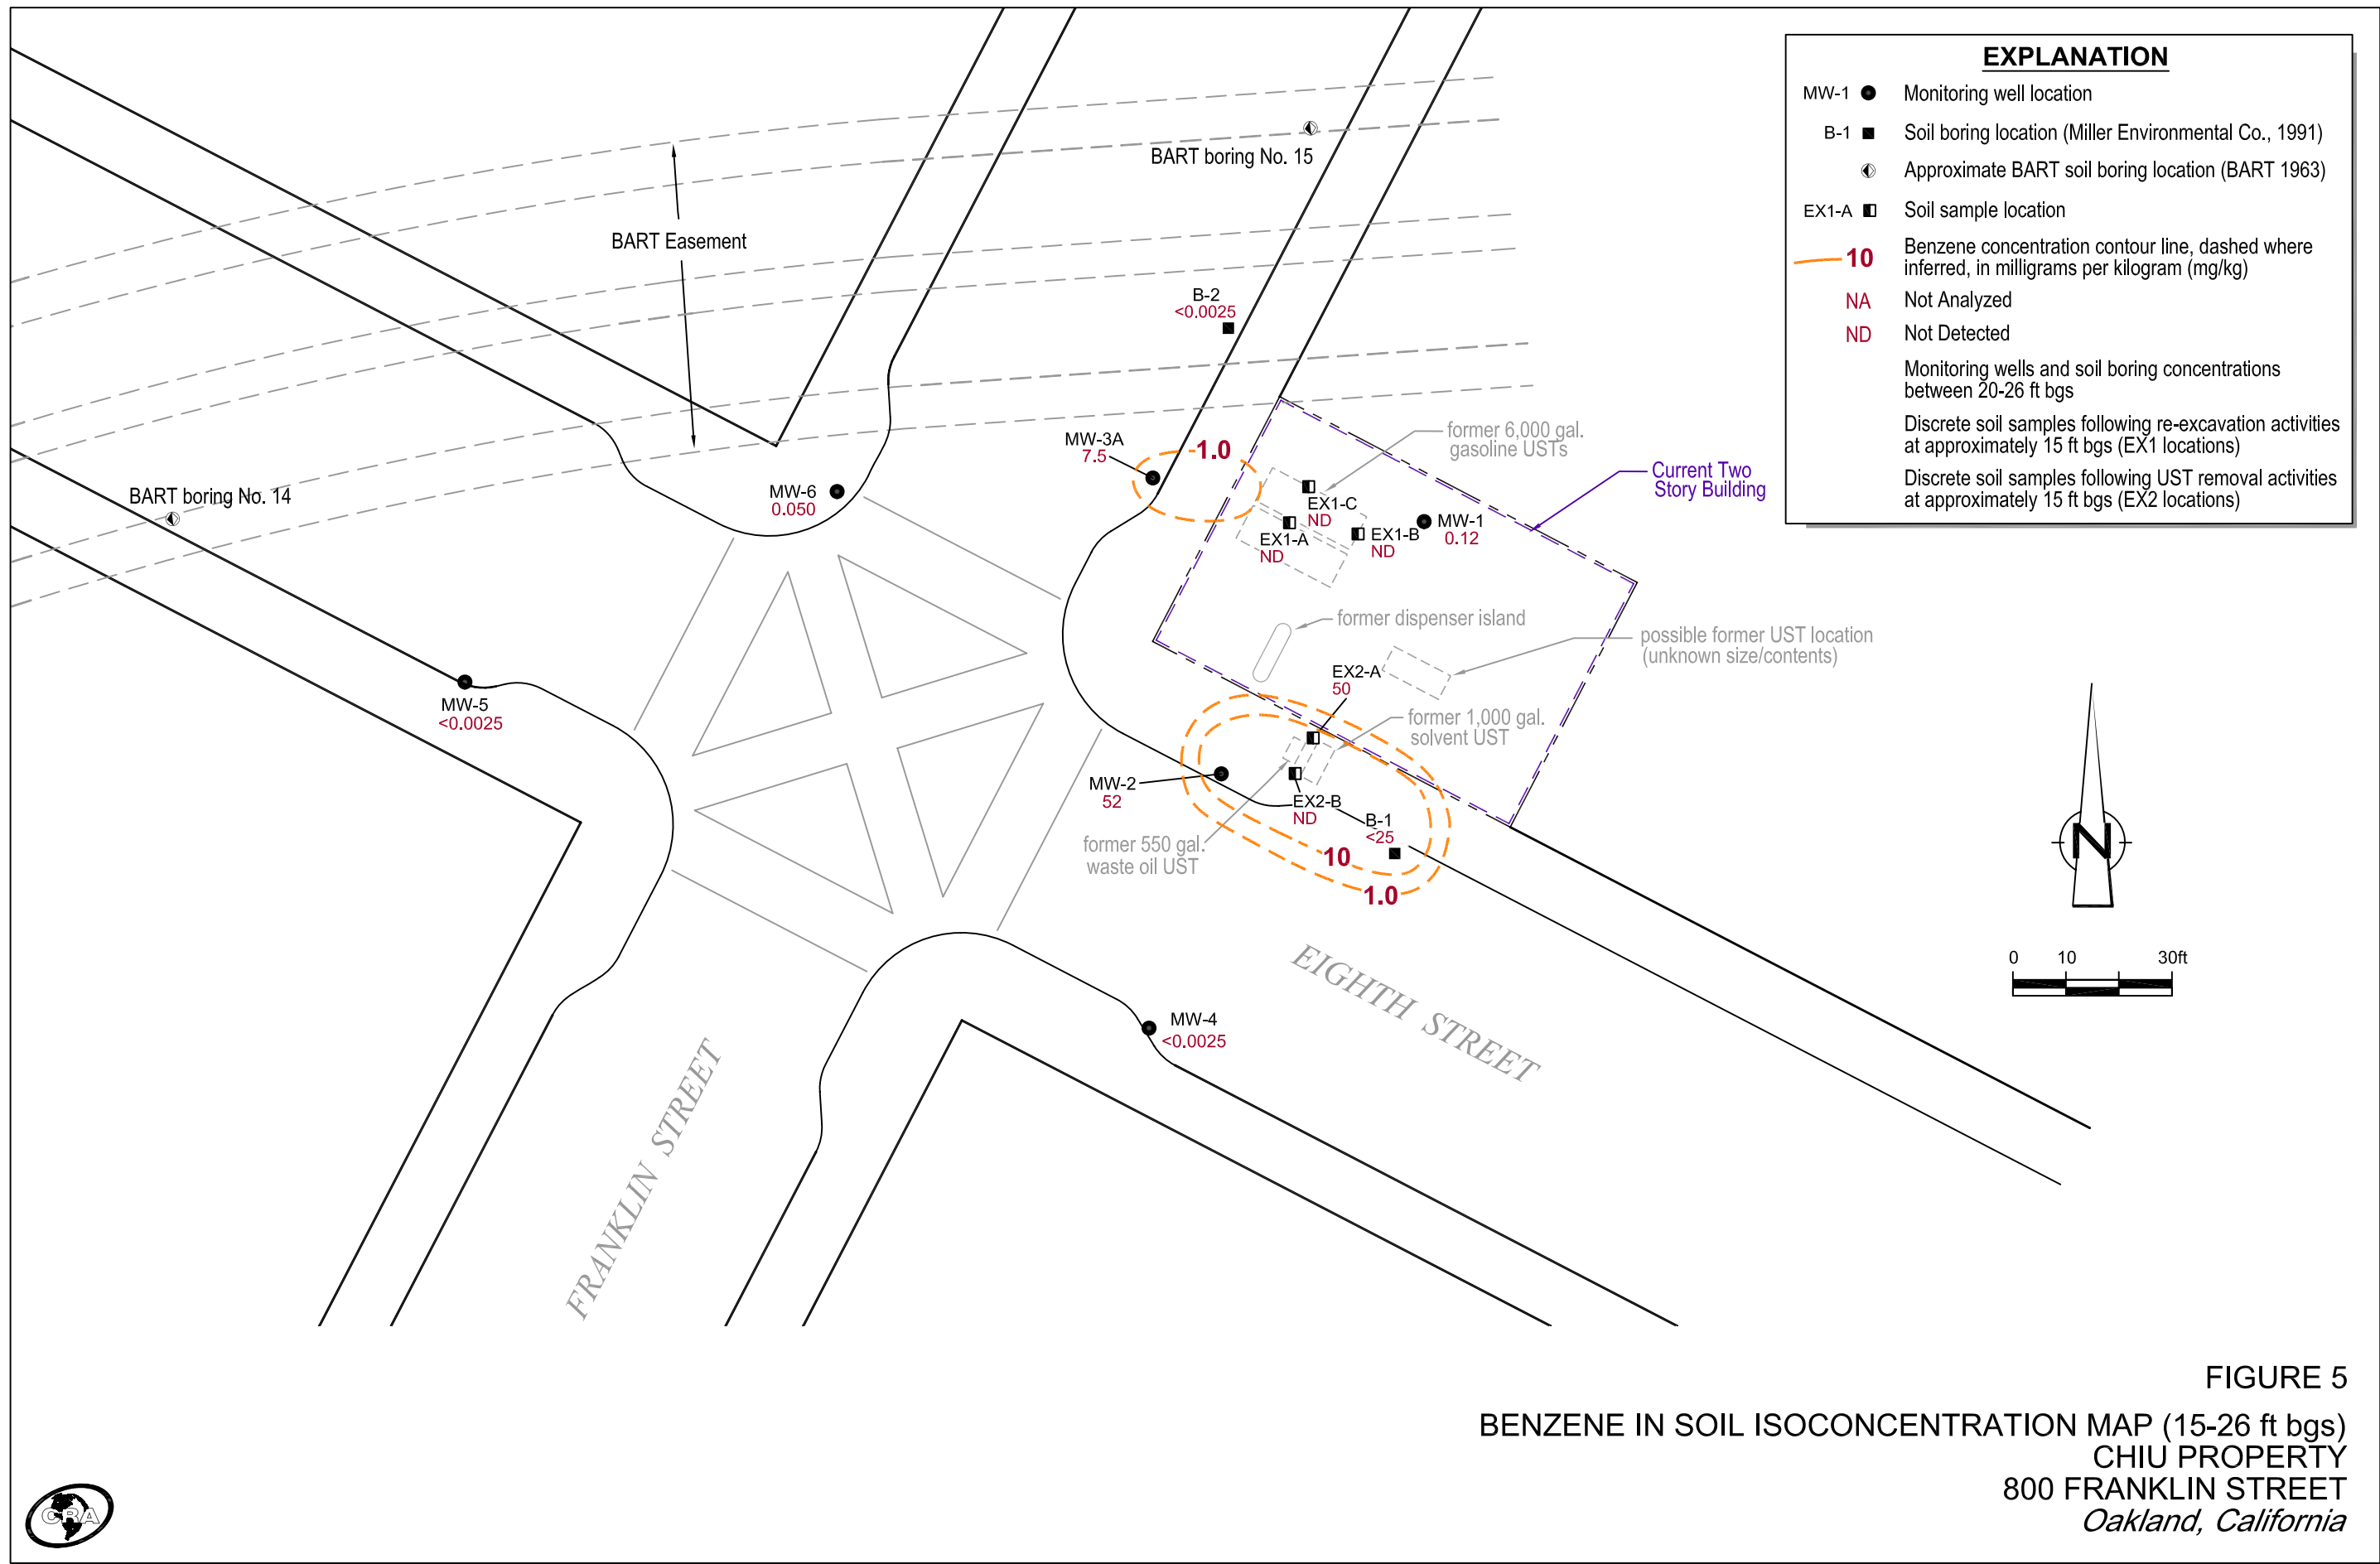 EXPLANATION
MW-1 Monitoring well location
B-1 Soil boring location (Miller Environmental Co., 1991)
Approximate BART soil boring location (BART 1963)
EX1-A Soil sample location
10 Benzene concentration contour line, dashed where
inferred, in milligrams per kilogram (mg/kg)
NA Not Analyzed
ND Not Detected
Monitoring wells and soil boring concentrations
between 20-26 ft bgs
Discrete soil samples following re-excavation activities
at approximately 15 ft bgs (EX1 locations)
Discrete soil samples following UST removal activities
at approximately 15 ft bgs (EX2 locations)
BART boring No. 15
BART Easement
B-2
<0.0025
MW-3A
7.5
1.0
former 6,000 gal.
gasoline USTs
Current Two
Story Building
BART boring No. 14
MW-6
0.050
EX1-C
ND
EX1-A
ND
EX1-B
ND
MW-1
0.12
former dispenser island
possible former UST location
(unknown size/contents)
EX2-A
50
MW-5
<0.0025
former 1,000 gal.
solvent UST
MW-2
52
EX2-B
ND
B-1
<25
former 550 gal.
waste oil UST
10
1.0
N
0 10 30ft
EIGHTH STREET
MW-4
<0.0025
FRANKLIN STREET
FIGURE 5
BENZENE IN SOIL ISOCONCENTRATION MAP (15-26 ft bgs)
CHIU PROPERTY
800 FRANKLIN STREET
Oakland, California
CRA